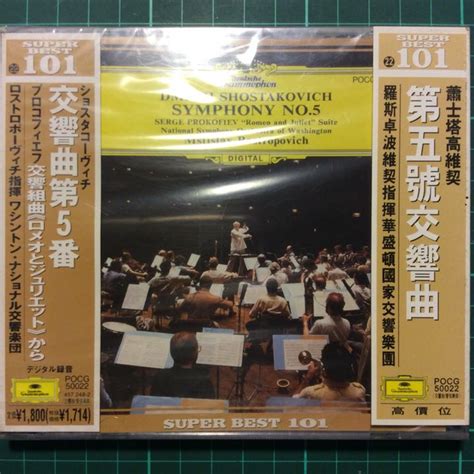 SUPER BEST
101
20
ショスタコーヴィチ
交響曲第5番
プロコフィエフ 交響組曲《ロメオとジュリエット》から
ロストロポーヴィチ指揮 ワシントン・ナショナル交響楽団
デジタル録音
POCG
50022
¥1,800 ¥1,714
Deutsche
Grammophon
POCG
SHOSTAKOVICH
SYMPHONY NO.5
SERGE PROKOFIEV "Romeo and Juliet" Suite
National Symphony of Washington
Mstislav Rostropovich
DIGITAL
SUPER BEST 101
SUPER BEST
101
22
蕭士塔高維契
第五號交響曲
羅斯卓波維契指揮華盛頓國家交響樂團
POCG
50022
高價位